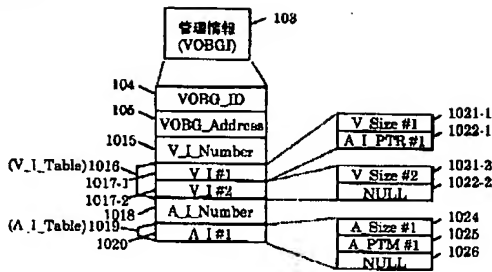 管理情報
(VOBGI)
103
104
VOBG_ID
105
VOBG_Address
1015
V_I_Number
(V_I_Table) 1016
1017-1
V_I#1
1017-2
V_I#2
1018
A_I_Number
(A_I_Table) 1019
1020
A_I#1
V_Size #1
1021-1
A_I_PTR#1
1022-1
V_Size #2
1021-2
NULL
1022-2
A_Size #1
1024
A_PTM #1
1025
NULL
1026